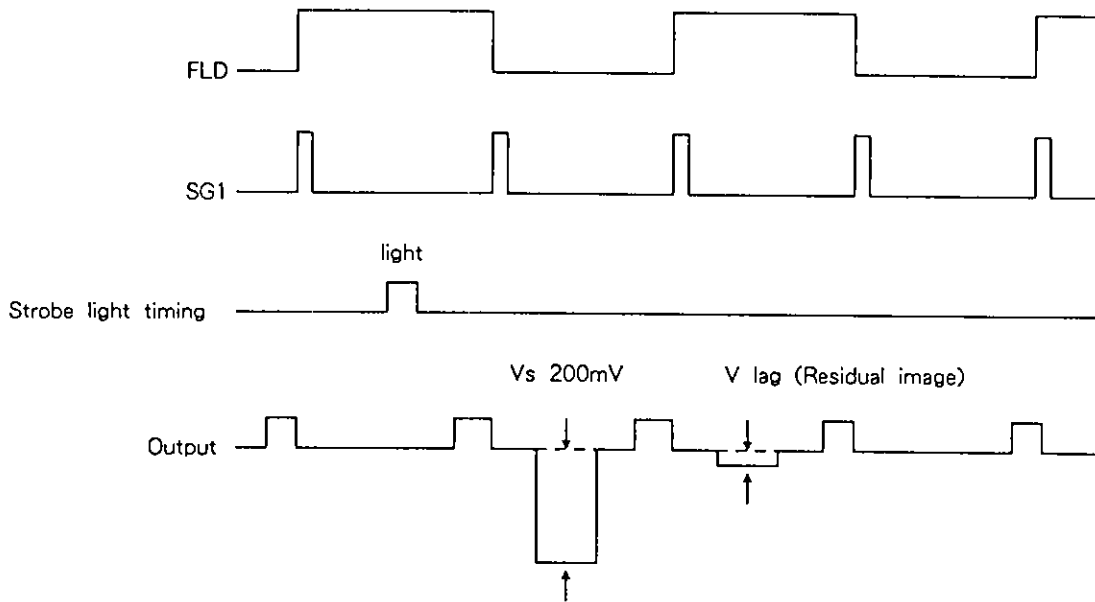 FLD
SG1
light
Strobe light timing
Vs 200mV
V lag (Residual image)
Output